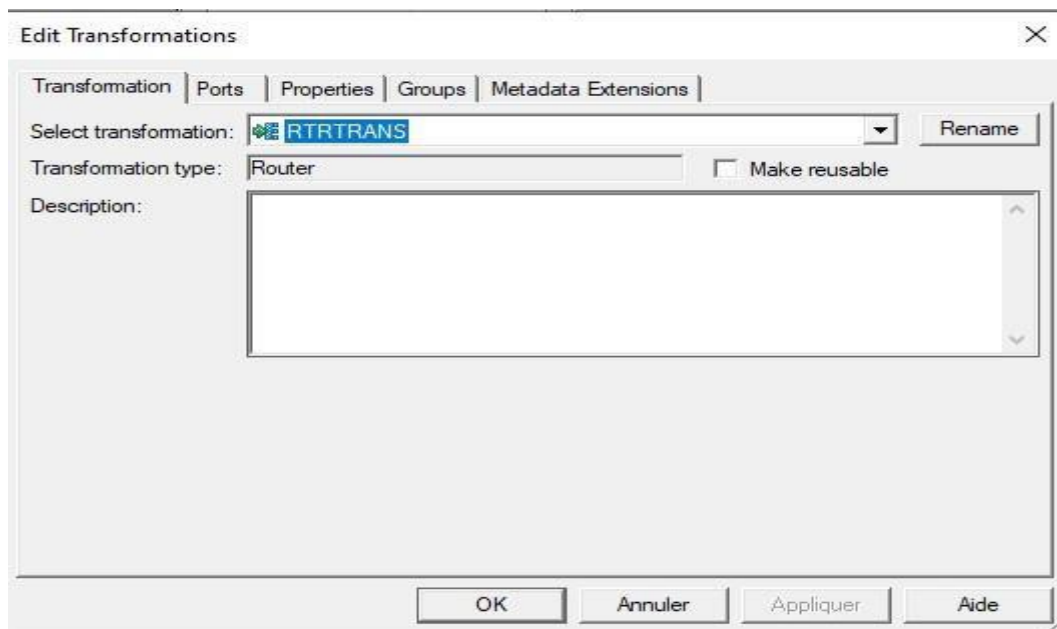 Edit Transformations
Transformation Ports Properties Groups Metadata Extensions
Select transformation: RTRTRANS Rename
Transformation type: Router Make reusable
Description:
OK Annuler Appliquer Aide